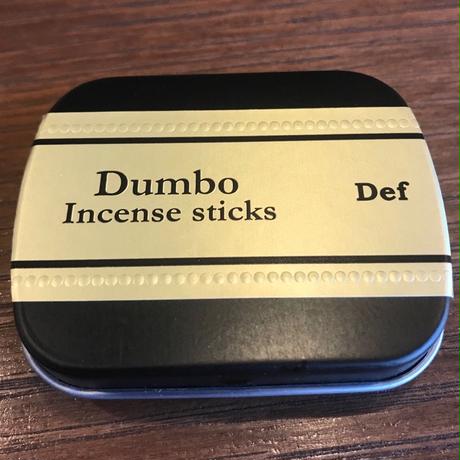 Dumbo
Incense sticks
Def